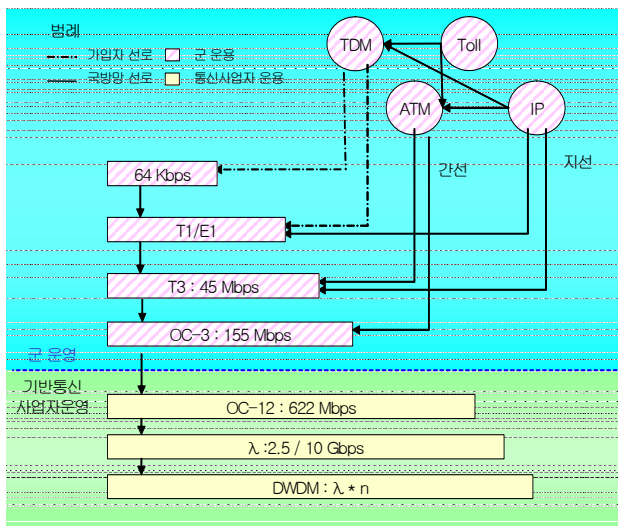 범례
가입자 선로 군 운용
국방망 선로 통신사업자 운용
TDM
Toll
ATM
IP
간선
지선
64 Kbps
T1/E1
T3 : 45 Mbps
OC-3 : 155 Mbps
군 운영
기반통신
사업자운영
OC-12 : 622 Mbps
λ :2.5 / 10 Gbps
DWDM : λ * n